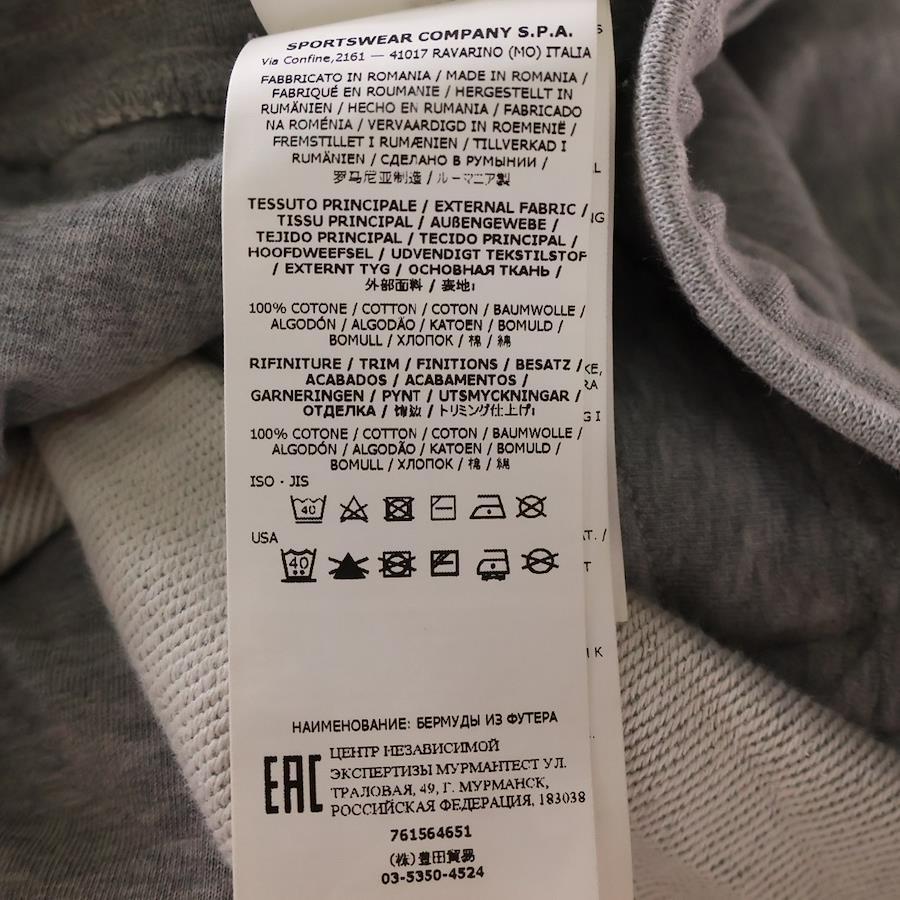 SPORTSWEAR COMPANY S.P.A.
Via Confine,2161 — 41017 RAVARINO (MO) ITALIA
FABBRICATO IN ROMANIA / MADE IN ROMANIA /
FABRIQUÉ EN ROUMANIE / HERGESTELLT IN
RUMÄNIEN / HECHO EN RUMANIA / FABRICADO
NA ROMÉNIA / VERVAARDIGD IN ROEMENIË /
FREMSTILLET I RUMÆNIEN / TILLVERKAD I
RUMÄNIEN / СДЕЛАНО В РУМЫНИИ /
罗马尼亚制造 / ルーマニア製
TESSUTO PRINCIPALE / EXTERNAL FABRIC /
TISSU PRINCIPAL / AUßENGEWEBE /
TEJIDO PRINCIPAL / TECIDO PRINCIPAL /
HOOFDWEEFSEL / UDVENDIGT TEKSTILSTOF
/ EXTERNT TYG / ОСНОВНАЯ ТКАНЬ /
外部面料 / 表地:
100% COTONE / COTTON / COTON / BAUMWOLLE /
ALGODÓN / ALGODÃO / KATOEN / BOMULD /
BOMULL / ХЛОПОК / 棉 / 綿
RIFINITURE / TRIM / FINITIONS / BESATZ /
ACABADOS / ACABAMENTOS /
GARNERINGEN / PYNT / UTSMYCKNINGAR /
ОТДЕЛКА / 饰边 / トリミング仕上げ:
100% COTONE / COTTON / COTON / BAUMWOLLE /
ALGODÓN / ALGODÃO / KATOEN / BOMULD /
BOMULL / ХЛОПОК / 棉 / 綿
ISO · JIS
40
USA
40
НАИМЕНОВАНИЕ: БЕРМУДЫ ИЗ ФУТЕРА
EAC
ЦЕНТР НЕЗАВИСИМОЙ
ЭКСПЕРТИЗЫ МУРМАНТЕСТ УЛ.
ТРАЛОВАЯ, 49, Г. МУРМАНСК,
РОССИЙСКАЯ ФЕДЕРАЦИЯ, 183038
761564651
(株)豊田貿易
03-5350-4524